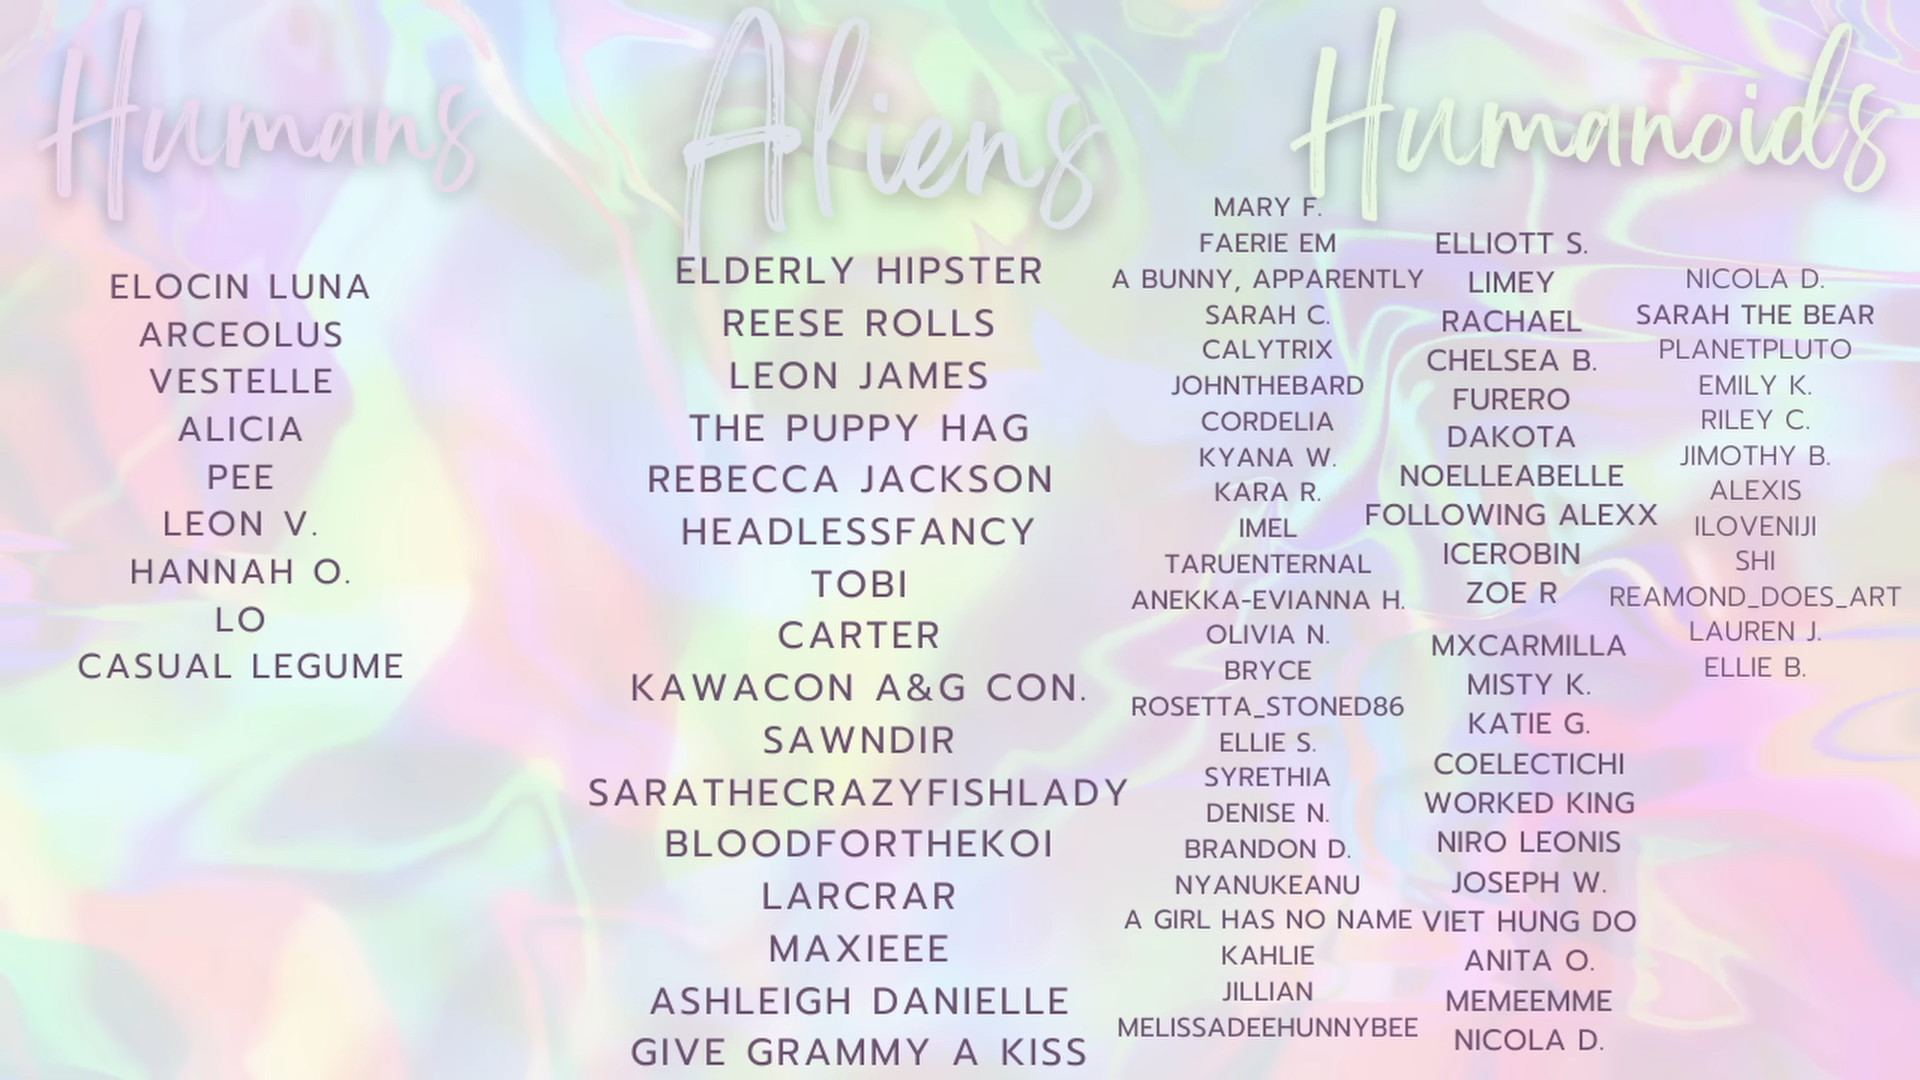 Humans
ELOCIN LUNA
ARCEOLUS
VESTELLE
ALICIA
PEE
LEON V.
HANNAH O.
LO
CASUAL LEGUME
Aliens
ELDERLY HIPSTER
REESE ROLLS
LEON JAMES
THE PUPPY HAG
REBECCA JACKSON
HEADLESSFANCY
TOBI
CARTER
KAWACON A&G CON.
SAWNDIR
SARATHECRAZYFISHLADY
BLOODFORTHEKOI
LARCRAR
MAXIEEE
ASHLEIGH DANIELLE
GIVE GRAMMY A KISS
Humanoids
MARY F.
FAERIE EM
A BUNNY, APPARENTLY
SARAH C.
CALYTRIX
JOHNTHEBARD
CORDELIA
KYANA W.
KARA R.
IMEL
TARUENTERNAL
ANEKKA-EVIANNA H.
OLIVIA N.
BRYCE
ROSETTA_STONED86
ELLIE S.
SYRETHIA
DENISE N.
BRANDON D.
NYANUKEANU
A GIRL HAS NO NAME
KAHLIE
JILLIAN
MELISSADEEHUNNYBEE
ELLIOTT S.
LIMEY
RACHAEL
CHELSEA B.
FURERO
DAKOTA
NOELLEABELLE
FOLLOWING ALEXX
ICEROBIN
ZOE R
MXCARMILLA
MISTY K.
KATIE G.
COELECTICHI
WORKED KING
NIRO LEONIS
JOSEPH W.
VIET HUNG DO
ANITA O.
MEMEEMME
NICOLA D.
NICOLA D.
SARAH THE BEAR
PLANETPLUTO
EMILY K.
RILEY C.
JIMOTHY B.
ALEXIS
ILOVENIJI
SHI
REAMOND_DOES_ART
LAUREN J.
ELLIE B.